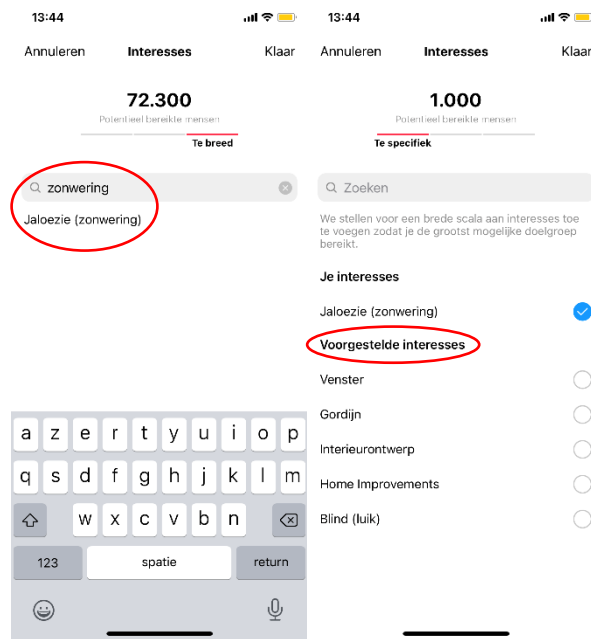 13:44
Annuleren Interesses Klaar
72.300
Potentieel bereikte mensen
Te breed
zonwering
Jaloezie (zonwering)
a z e r t y u i o p
q s d f g h j k l m
w x c v b n
123 spatie return
13:44
Annuleren Interesses Klaar
1.000
Potentieel bereikte mensen
Te specifiek
Zoeken
We stellen voor een brede scala aan interesses toe
te voegen zodat je de grootst mogelijke doelgroep
bereikt.
Je interesses
Jaloezie (zonwering)
Voorgestelde interesses
Venster
Gordijn
Interieurontwerp
Home Improvements
Blind (luik)